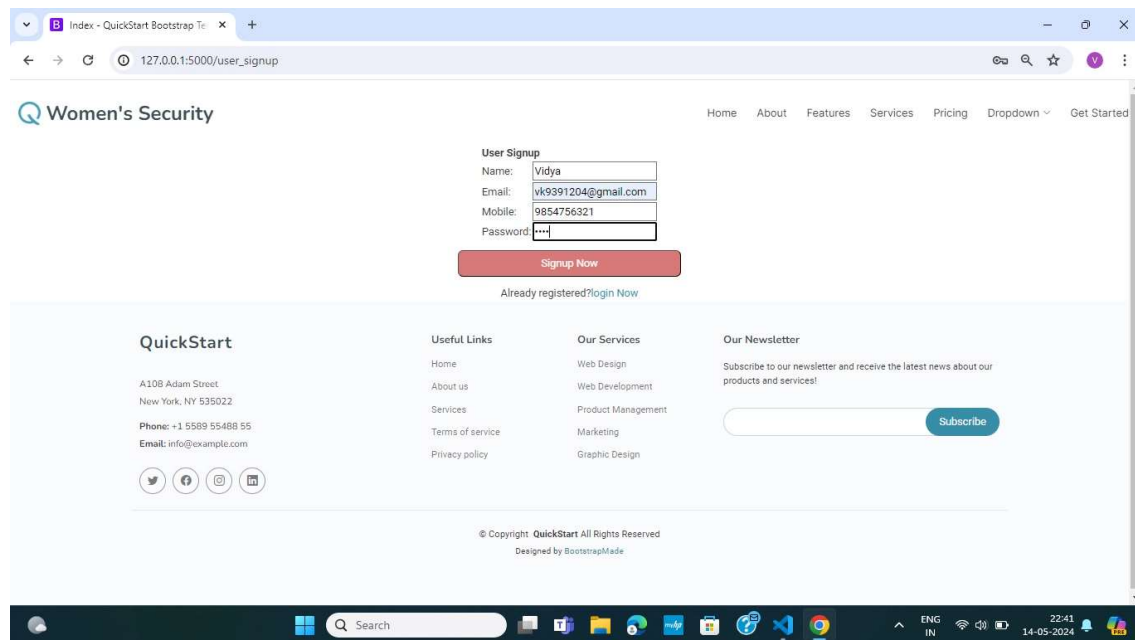 Index - QuickStart Bootstrap Te
127.0.0.1:5000/user_signup
V
Women's Security
Home About Features Services Pricing Dropdown Get Started
User Signup
Name: Vidya
Email: vk9391204@gmail.com
Mobile: 9854756321
Password: ••••
Signup Now
Already registered?login Now
QuickStart
A108 Adam Street
New York, NY 535022
Phone: +1 5589 55488 55
Email: info@example.com
Useful Links
Home
About us
Services
Terms of service
Privacy policy
Our Services
Web Design
Web Development
Product Management
Marketing
Graphic Design
Our Newsletter
Subscribe to our newsletter and receive the latest news about our
products and services!
Subscribe
© Copyright QuickStart All Rights Reserved
Designed by BootstrapMade
Search
ENG
IN
22:41
14-05-2024